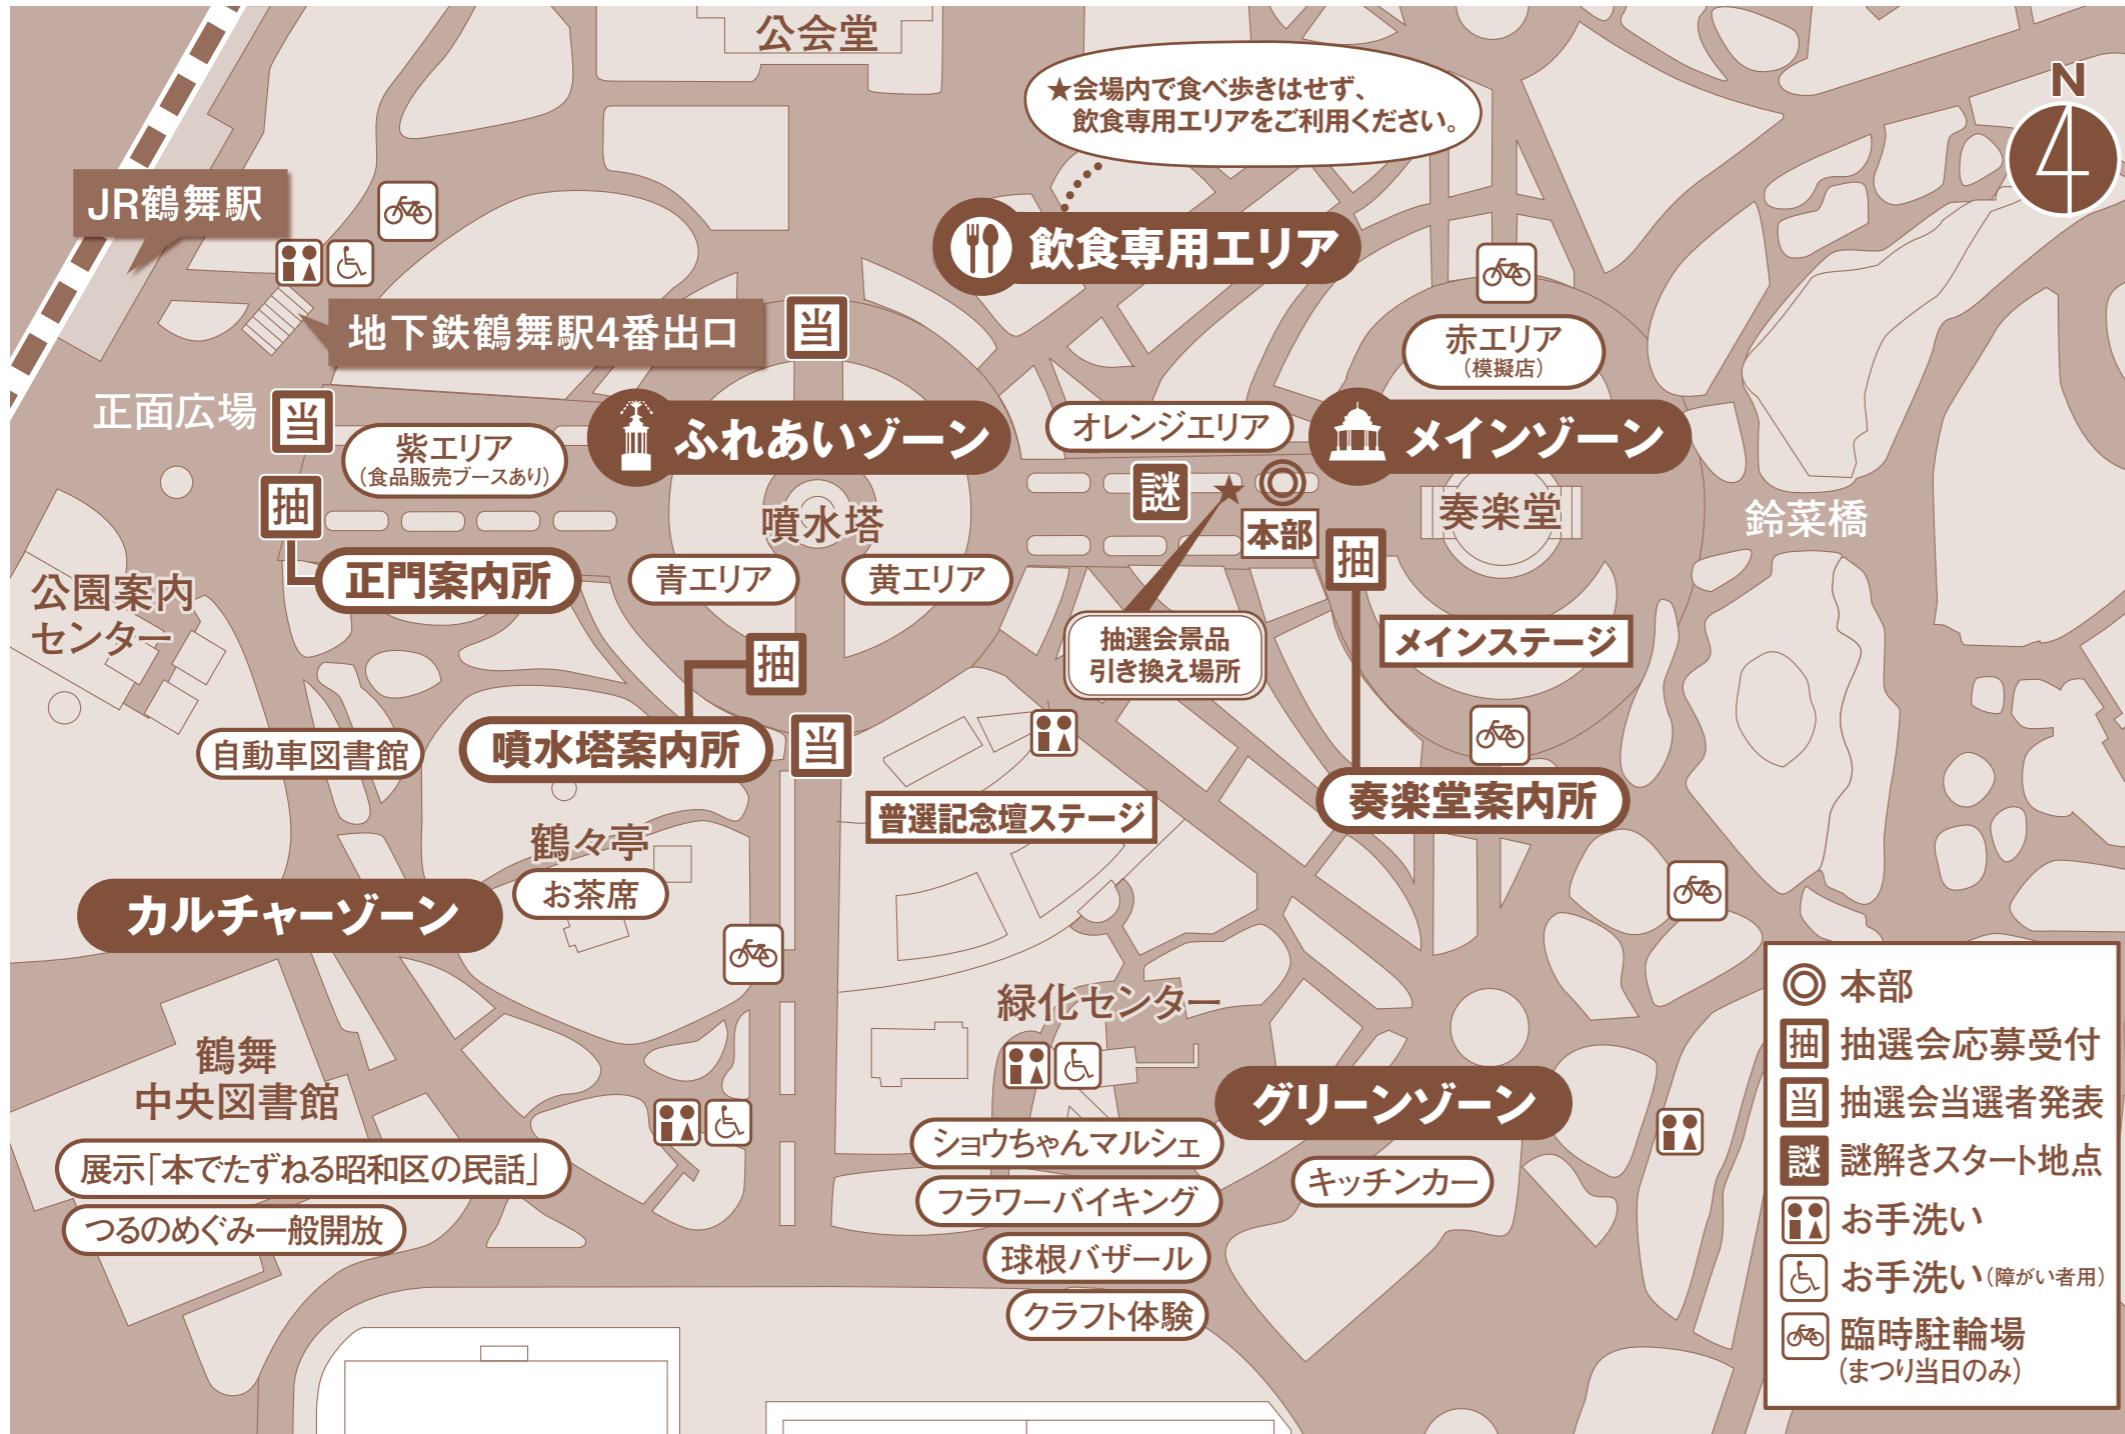 公会堂
★会場内で食べ歩きはせず、
飲食専用エリアをご利用ください。
N
JR鶴舞駅
飲食専用エリア
地下鉄鶴舞駅4番出口
当
赤エリア
（模擬店）
正面広場
当
紫エリア
（食品販売ブースあり）
ふれあいゾーン
オレンジエリア
メインゾーン
抽
噴水塔
謎
★
本部
奏楽堂
鈴菜橋
抽
正門案内所
青エリア
黄エリア
公園案内
センター
抽選会景品
引き換え場所
メインステージ
抽
自動車図書館
噴水塔案内所
当
普選記念壇ステージ
奏楽堂案内所
鶴々亭
お茶席
カルチャーゾーン
緑化センター
鶴舞
中央図書館
グリーンゾーン
展示「本でたずねる昭和区の民話」
つるのめぐみ一般開放
ショウちゃんマルシェ
フラワーバイキング
球根バザール
クラフト体験
キッチンカー
本部
抽 抽選会応募受付
当 抽選会当選者発表
謎 謎解きスタート地点
お手洗い
お手洗い（障がい者用）
臨時駐輪場
（まつり当日のみ）